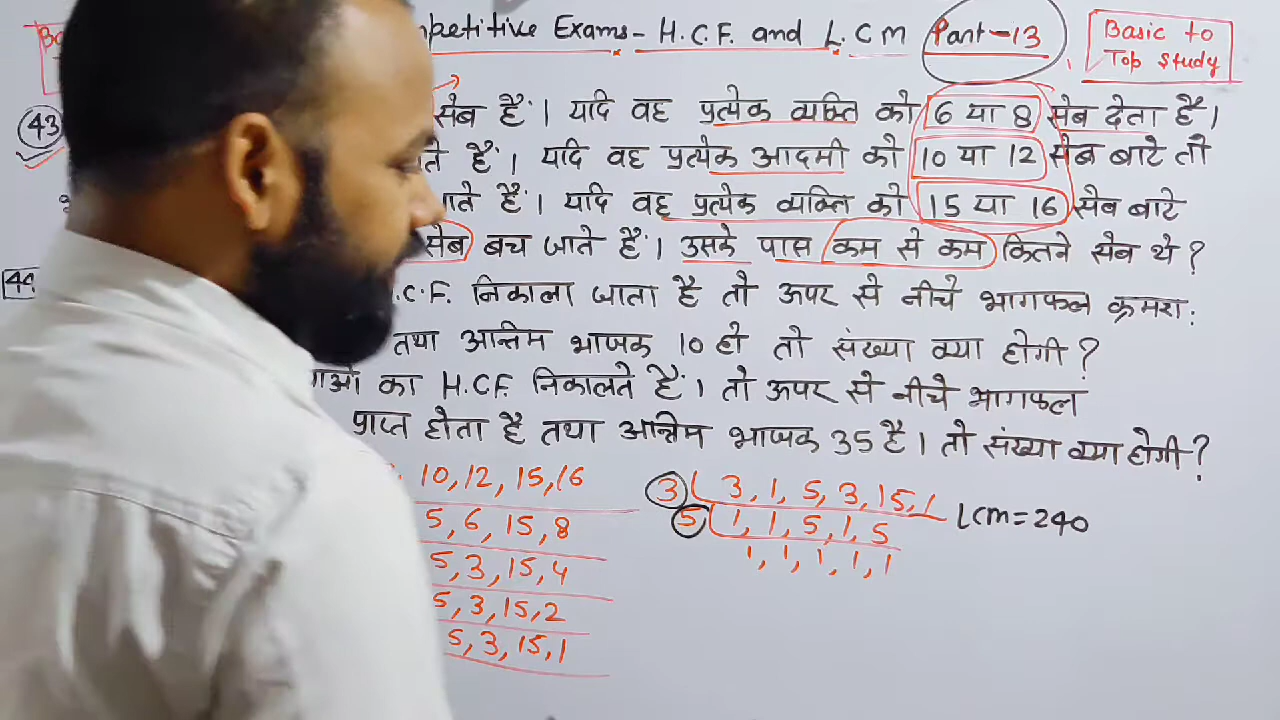 Exams - H.C.F. and L.C.M Part-13 Basic to Top Study
43 सेब है। यदि वह प्रत्येक व्यक्ति को 6 या 8 सेब देता है।
है। यदि वह प्रत्येक आदमी को 10 या 12 सेब बाटे तो
है। यदि वह प्रत्येक व्यक्ति को 15 या 16 सेब बाटे
सेब बच जाते है। उसके पास कम से कम कितने सेब थे?
44 निकाला जाता है तो ऊपर से नीचे भागफल क्रमश:
तथा अन्तिम भाजक 10 हो तो संख्या क्या होगी?
का H.C.F. निकालते है। तो ऊपर से नीचे भागफल
प्राप्त होता है तथा अन्तिम भाजक 35 है। तो संख्या क्या होगी?
10, 12, 15, 16
5, 6, 15, 8
5, 3, 15, 4
5, 3, 15, 2
5, 3, 15, 1
3 3, 1, 5, 3, 15, 1
5 1, 1, 5, 1, 5
1, 1, 1, 1, 1
LCM = 240